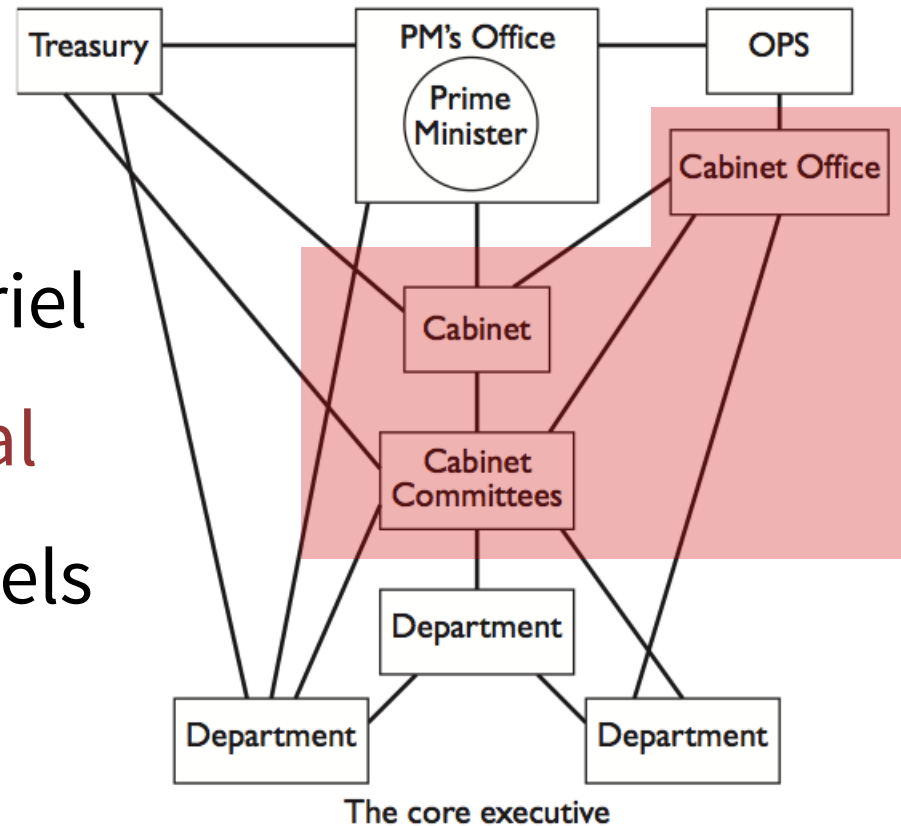 Treasury
PM's Office
OPS
Prime
Minister
Cabinet Office
riel
Cabinet
al
Cabinet
Committees
els
Department
Department
Department
The core executive